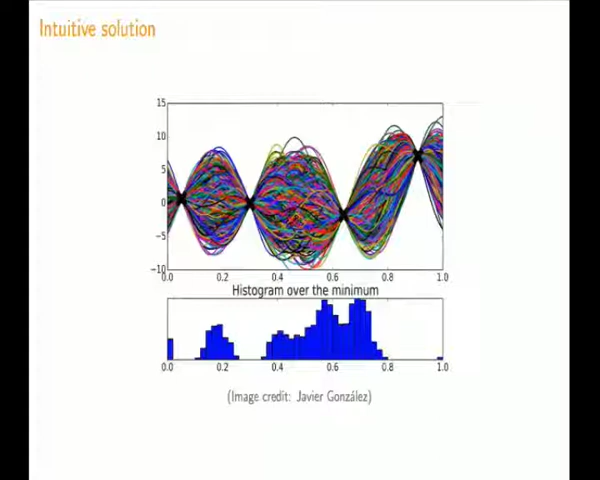 Intuitive solution
15
10
5
0
−5
−10
0.0 0.2 0.4 0.6 0.8 1.0
Histogram over the minimum
0.0 0.2 0.4 0.6 0.8 1.0
(Image credit: Javier González)